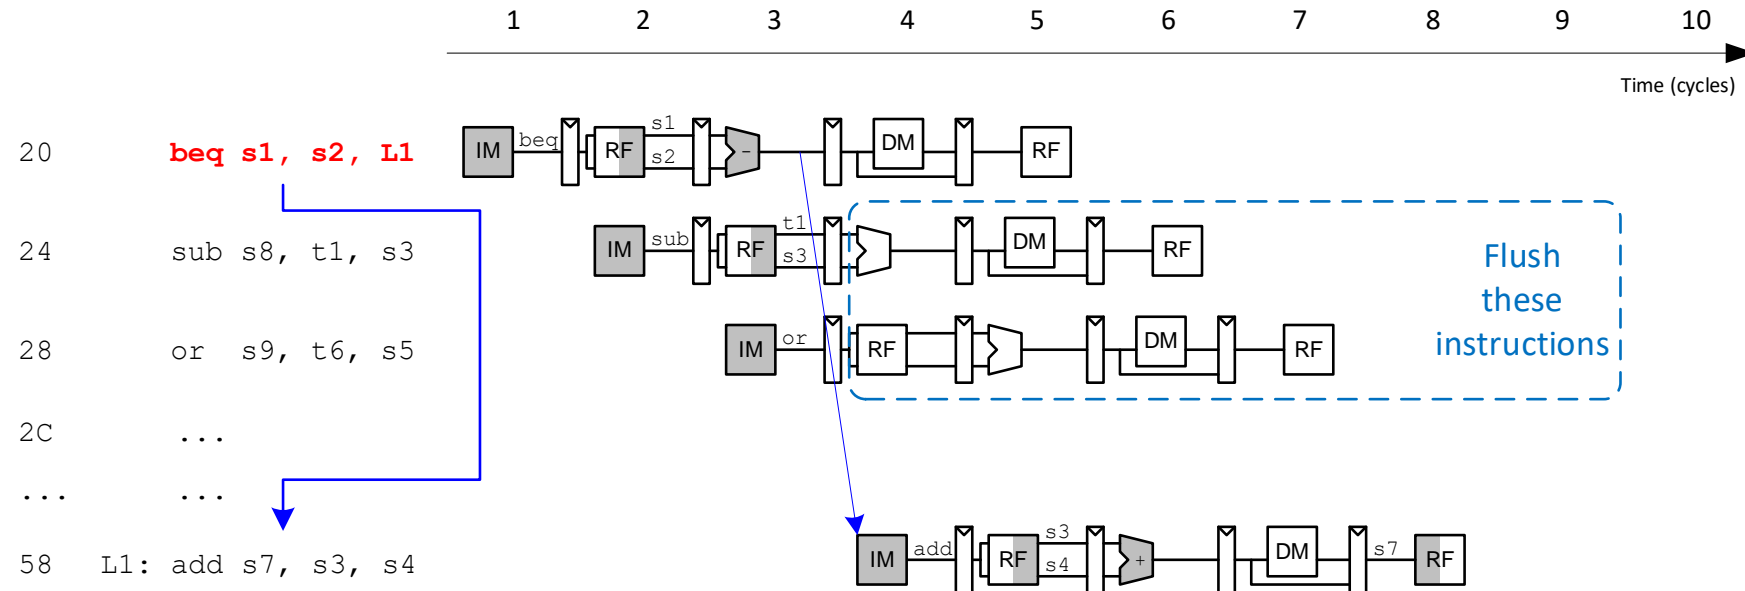 1 2 3 4 5 6 7 8 9 10
Time (cycles)
20 beq s1, s2, L1 IM beq RF s1 s2 - DM RF
24 sub s8, t1, s3 IM sub RF t1 s3 DM RF
28 or s9, t6, s5 IM or RF DM RF
Flush
these
instructions
2C ...
... ...
58 L1: add s7, s3, s4 IM add RF s3 s4 + DM s7 RF